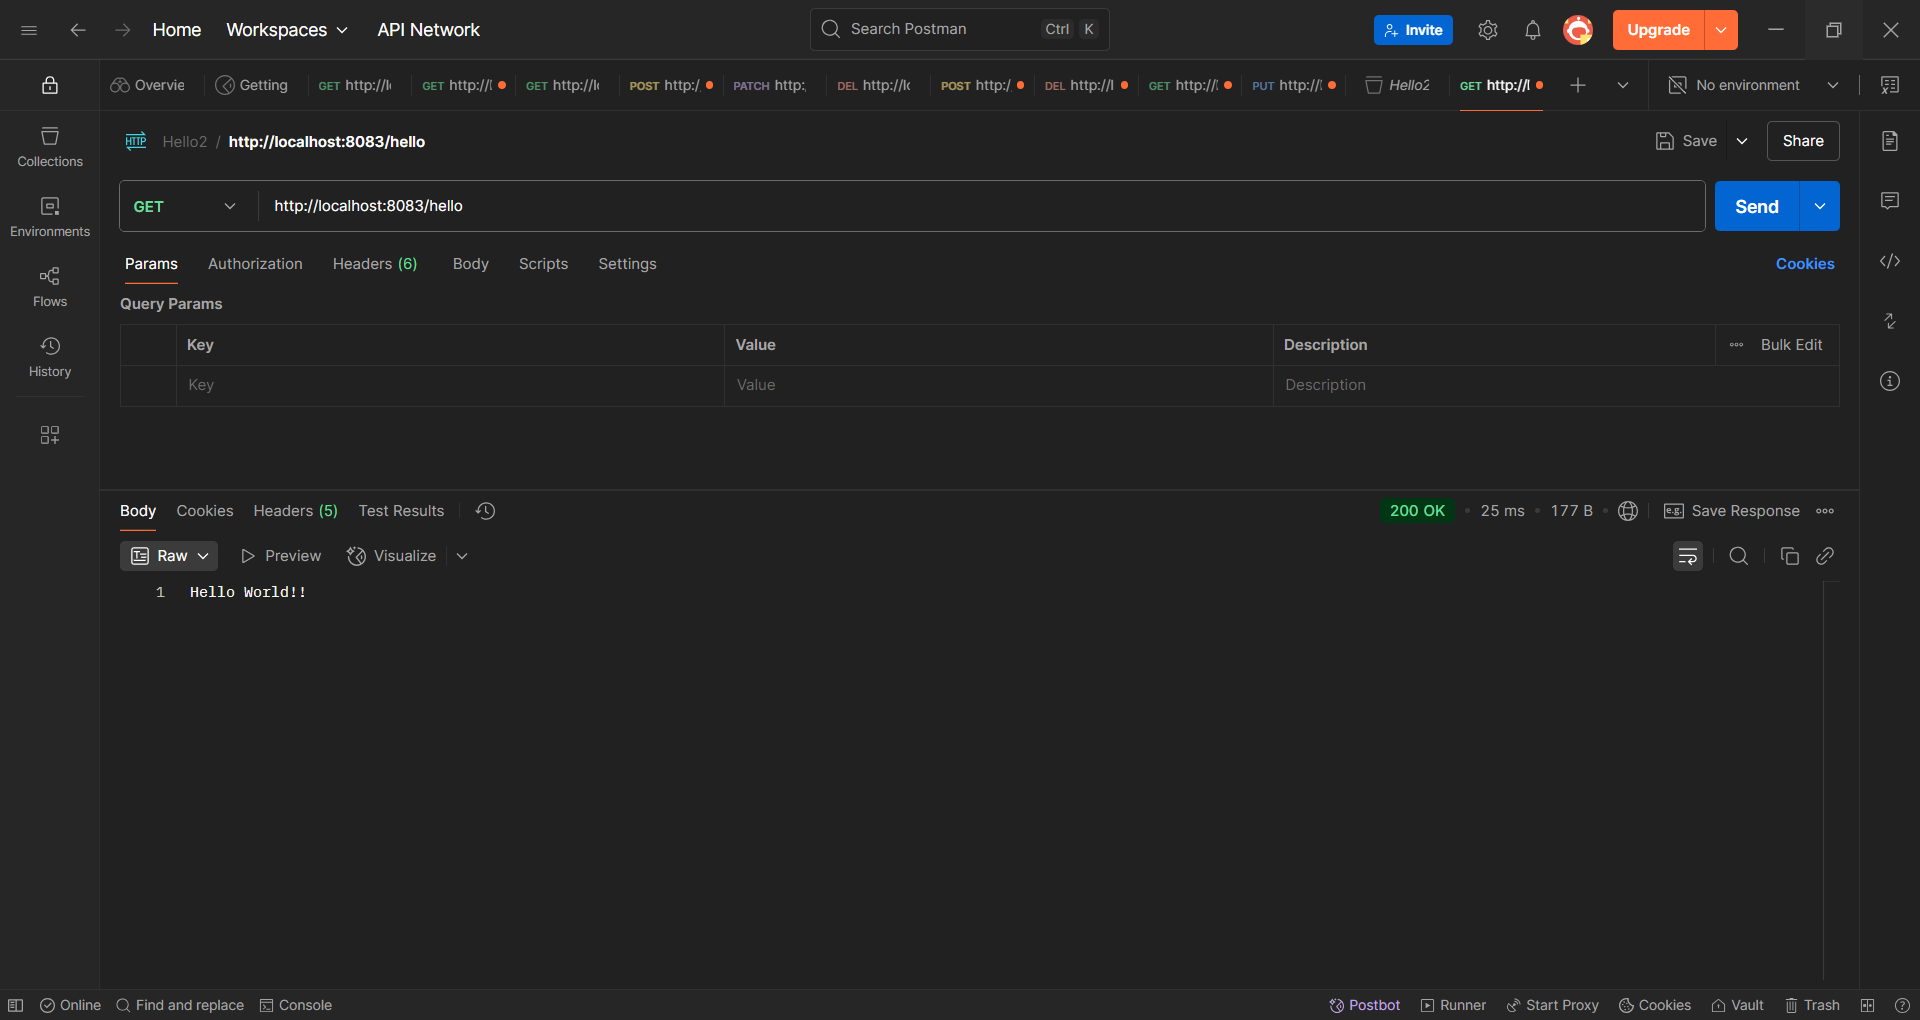 Home Workspaces API Network Search Postman Ctrl K Invite Upgrade
Overvie Getting GET http://l GET http://l GET http://l POST http:/ PATCH http: DEL http://l POST http:/ DEL http://l GET http:// PUT http:// Hello2 GET http://l No environment
HTTP Hello2 / http://localhost:8083/hello Save Share
GET http://localhost:8083/hello Send
Params Authorization Headers (6) Body Scripts Settings Cookies
Query Params
Key Value Description Bulk Edit
Key Value Description
Collections
Environments
Flows
History
Body Cookies Headers (5) Test Results 200 OK • 25 ms • 177 B e.g. Save Response
Raw Preview Visualize
1 Hello World!!
Online Find and replace Console Postbot Runner Start Proxy Cookies Vault Trash